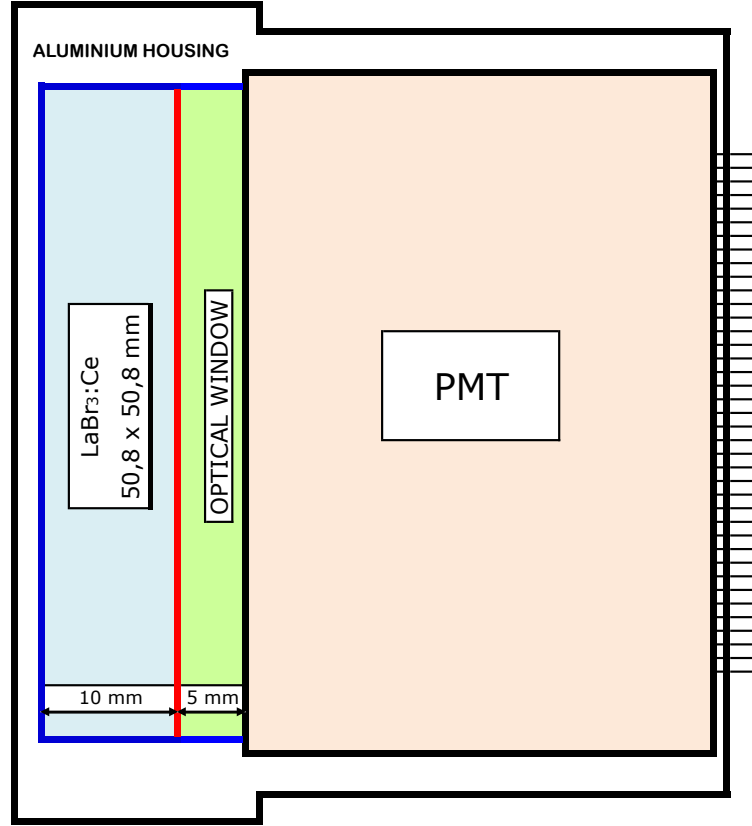 ALUMINIUM HOUSING
LaBr3:Ce
50,8 x 50,8 mm
OPTICAL WINDOW
PMT
10 mm
5 mm